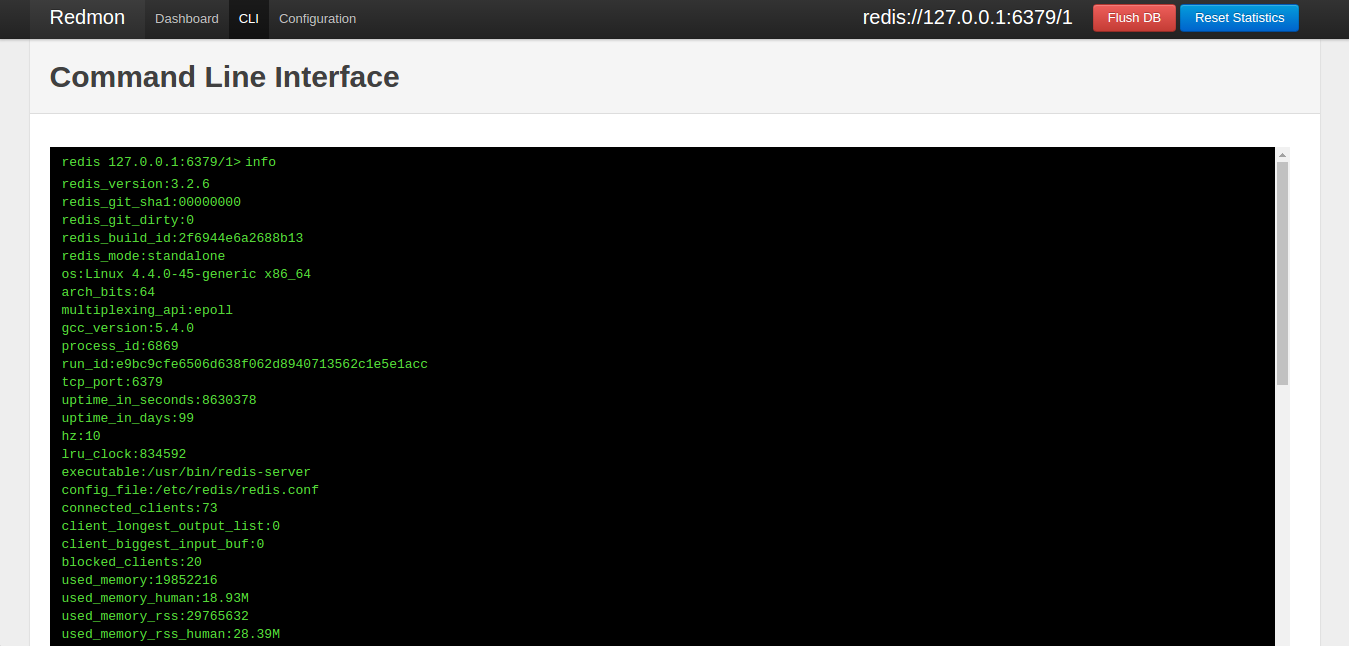 Redmon Dashboard CLI Configuration redis://127.0.0.1:6379/1 Flush DB Reset Statistics
Command Line Interface
redis 127.0.0.1:6379/1> info
redis_version:3.2.6
redis_git_sha1:00000000
redis_git_dirty:0
redis_build_id:2f6944e6a2688b13
redis_mode:standalone
os:Linux 4.4.0-45-generic x86_64
arch_bits:64
multiplexing_api:epoll
gcc_version:5.4.0
process_id:6869
run_id:e9bc9cfe6506d638f062d8940713562c1e5e1acc
tcp_port:6379
uptime_in_seconds:8630378
uptime_in_days:99
hz:10
lru_clock:834592
executable:/usr/bin/redis-server
config_file:/etc/redis/redis.conf
connected_clients:73
client_longest_output_list:0
client_biggest_input_buf:0
blocked_clients:20
used_memory:19852216
used_memory_human:18.93M
used_memory_rss:29765632
used_memory_rss_human:28.39M